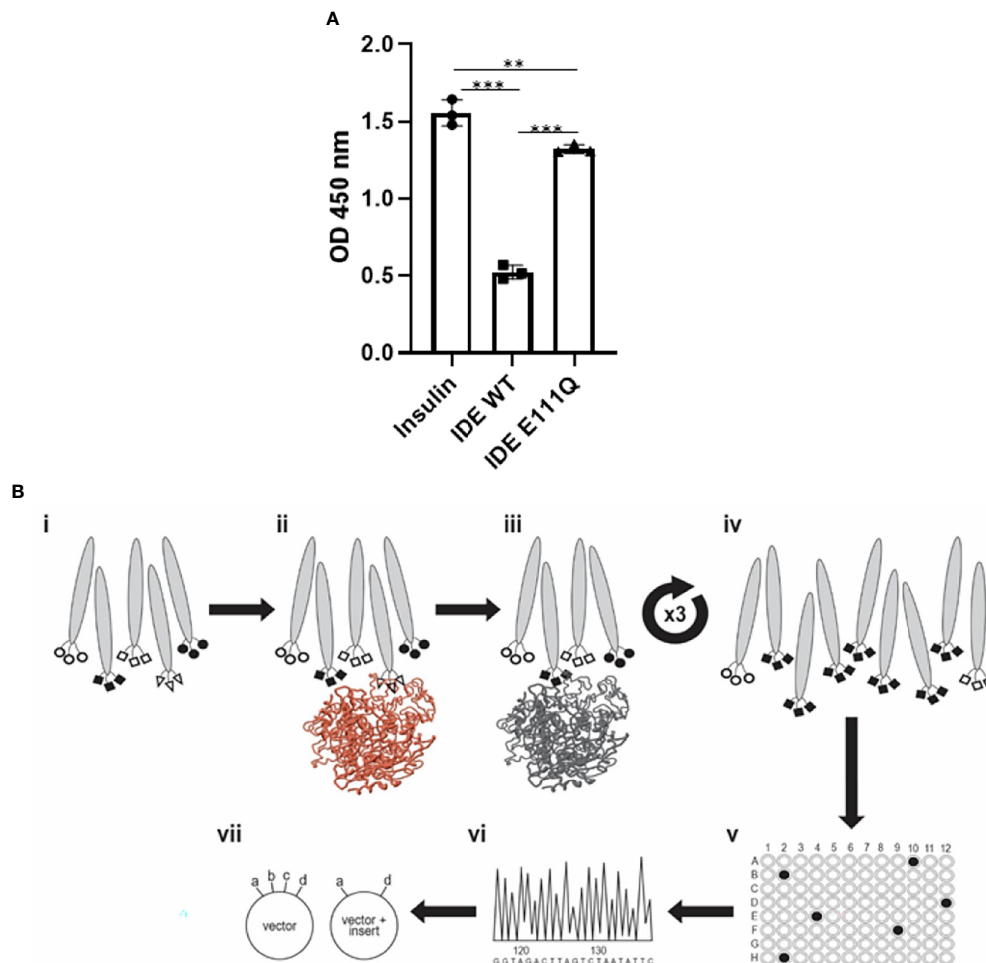 A
2.0
**
***
1.5
***
1.0
OD 450 nm
0.5
0.0
Insulin
IDE WT
IDE E111Q
B
i
ii
iii
iv
x3
vii
vi
v
1 2 3 4 5 6 7 8 9 10 11 12
A
B
C
D
E
F
G
H
a b c d
vector
a d
vector +
insert
120 130
G G T A G A C T T A G T C T A A T A T T C